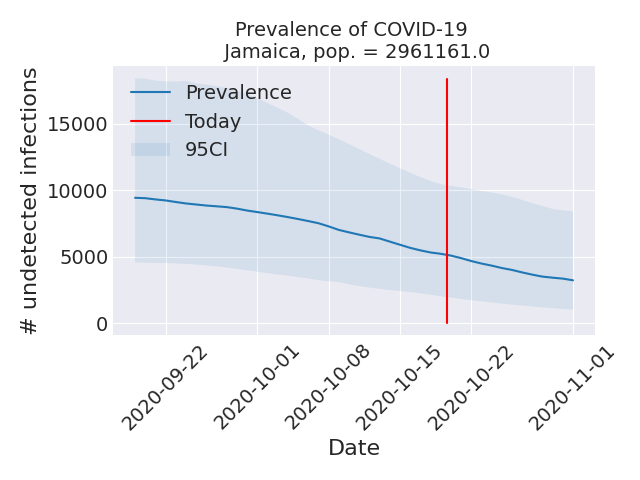 Prevalence of COVID-19
Jamaica, pop. = 2961161.0
Prevalence
Today
95CI
# undetected infections
15000
10000
5000
0
2020-09-22
2020-10-01
2020-10-08
2020-10-15
2020-10-22
2020-11-01
Date